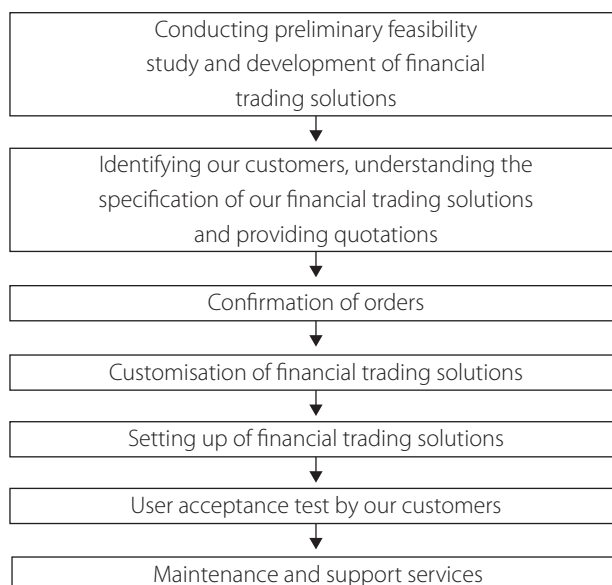 Conducting preliminary feasibility
study and development of financial
trading solutions
Identifying our customers, understanding the
specification of our financial trading solutions
and providing quotations
Confirmation of orders
Customisation of financial trading solutions
Setting up of financial trading solutions
User acceptance test by our customers
Maintenance and support services